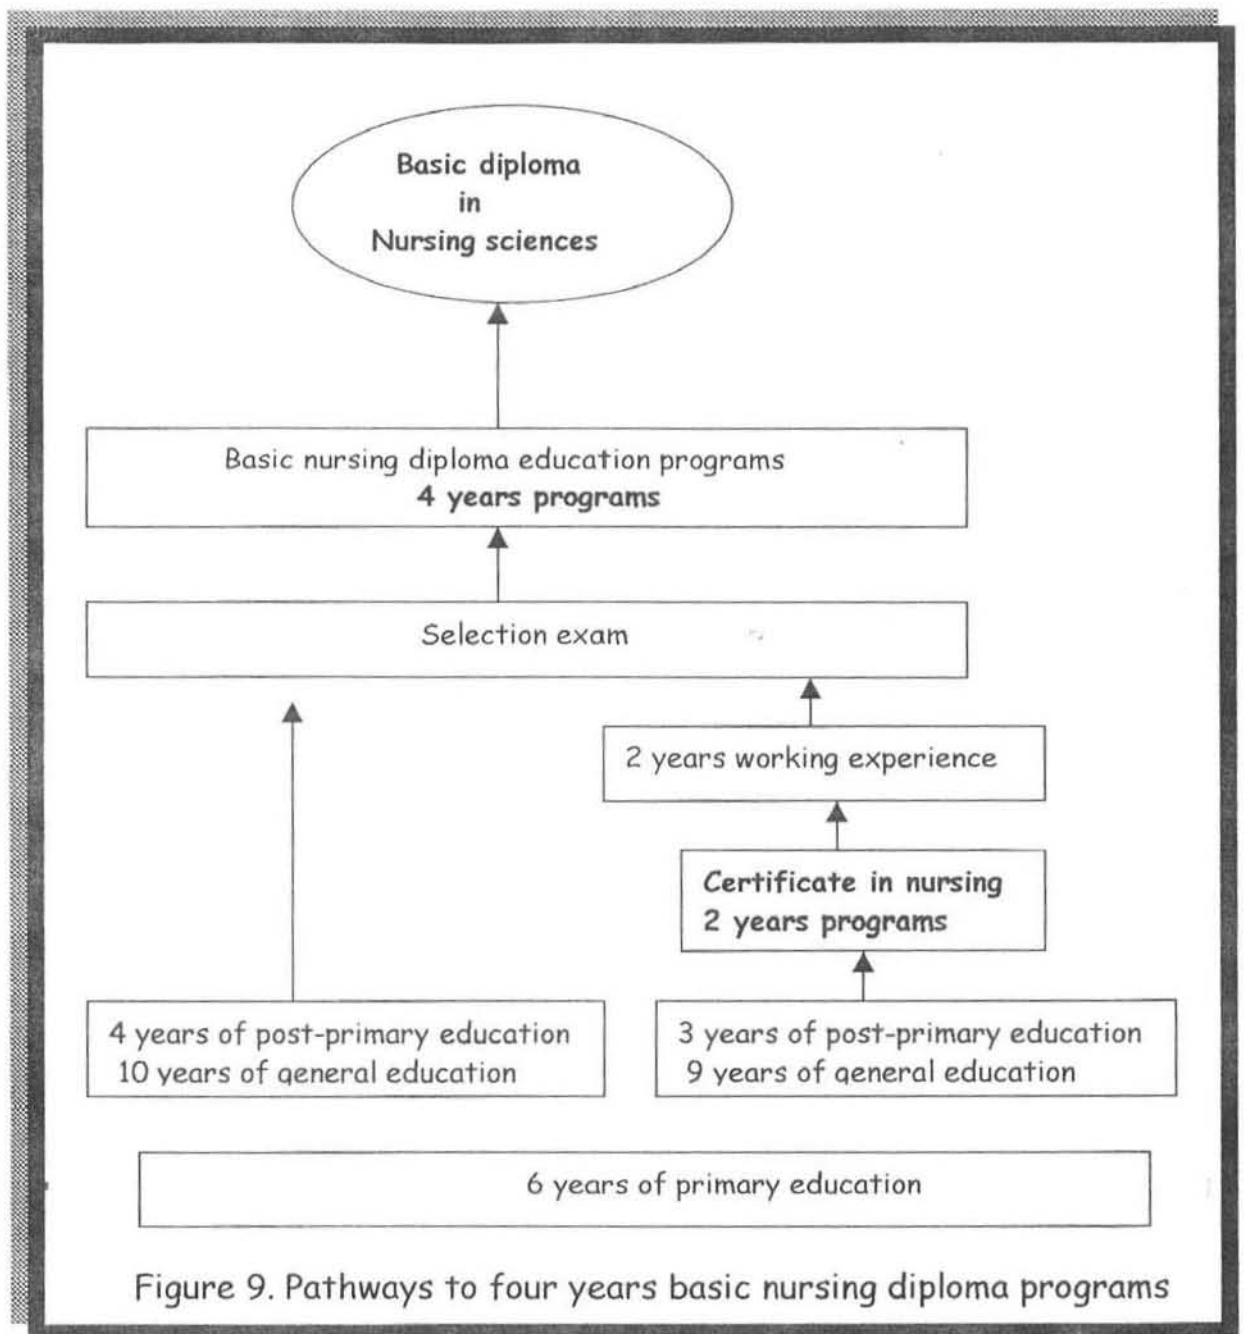 Basic diploma
in
Nursing sciences
Basic nursing diploma education programs
4 years programs
Selection exam
2 years working experience
Certificate in nursing
2 years programs
4 years of post-primary education
10 years of general education
3 years of post-primary education
9 years of general education
6 years of primary education
Figure 9. Pathways to four years basic nursing diploma programs